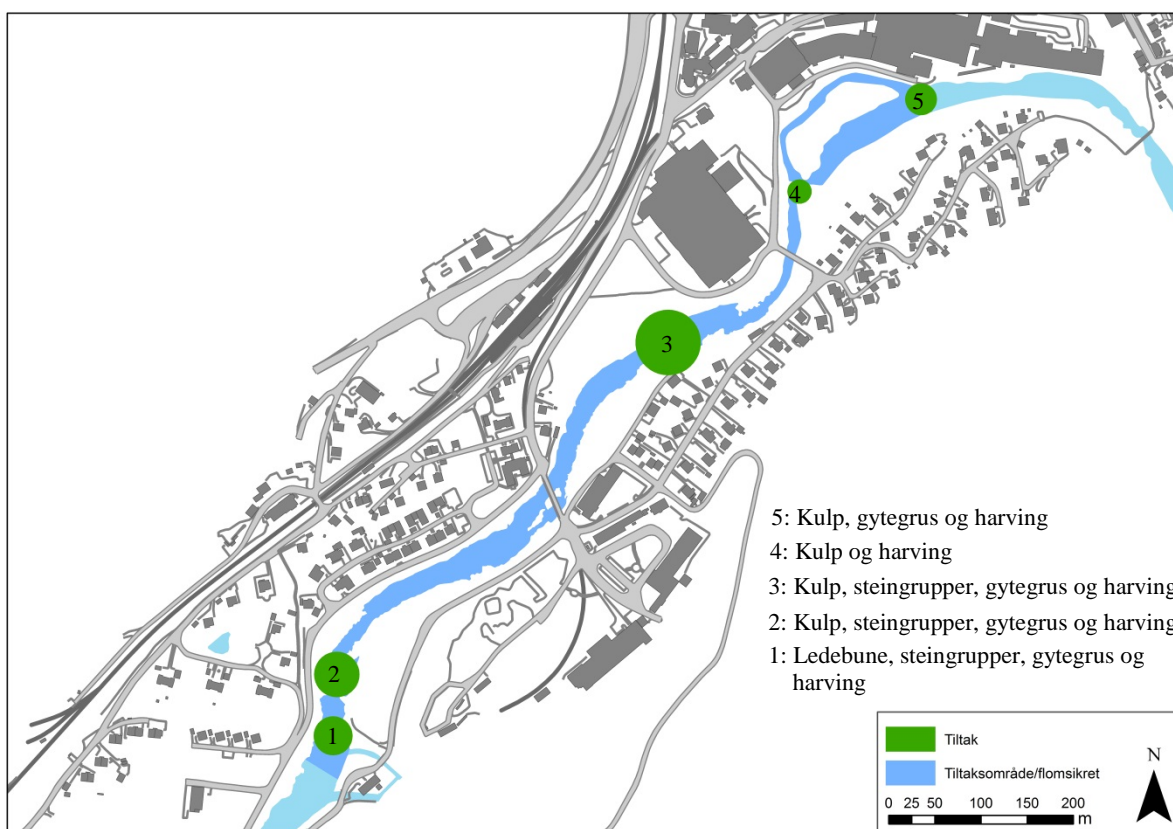 5
4
3
2
1
5: Kulp, gytegrus og harving
4: Kulp og harving
3: Kulp, steingrupper, gytegrus og harving
2: Kulp, steingrupper, gytegrus og harving
1: Ledebune, steingrupper, gytegrus og
harving
Tiltak
Tiltaksområde/flomsikret
N
0 25 50 100 150 200
m